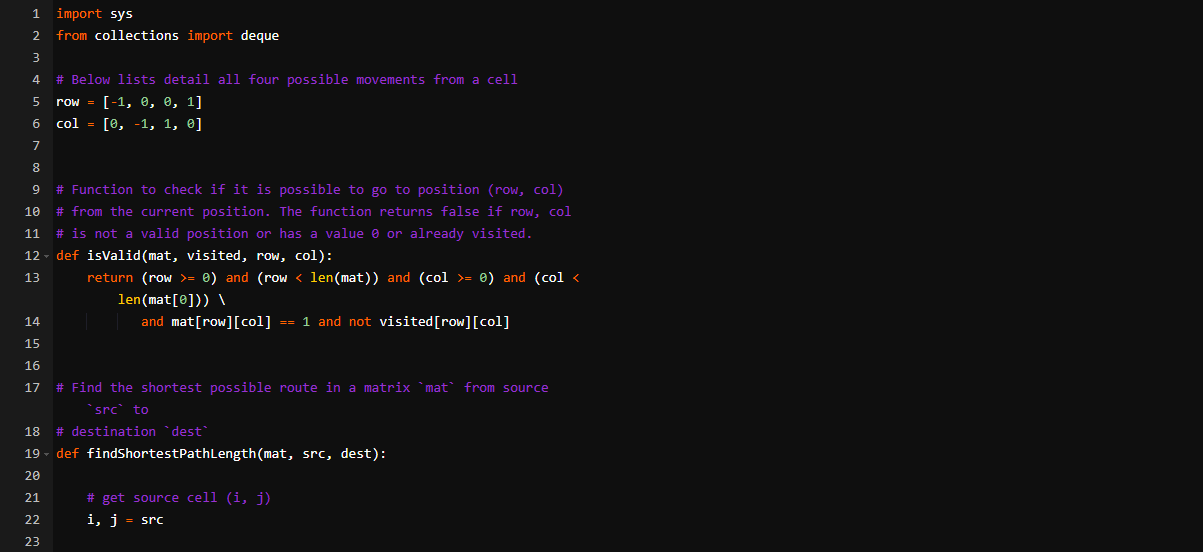 1 import sys
2 from collections import deque
3
4 # Below lists detail all four possible movements from a cell
5 row = [-1, 0, 0, 1]
6 col = [0, -1, 1, 0]
7
8
9 # Function to check if it is possible to go to position (row, col)
10 # from the current position. The function returns false if row, col
11 # is not a valid position or has a value 0 or already visited.
12 def isValid(mat, visited, row, col):
13     return (row >= 0) and (row < len(mat)) and (col >= 0) and (col <
        len(mat[0])) \
14            and mat[row][col] == 1 and not visited[row][col]
15
16
17 # Find the shortest possible route in a matrix `mat` from source
    `src` to
18 # destination `dest`
19 def findShortestPathLength(mat, src, dest):
20
21     # get source cell (i, j)
22     i, j = src
23